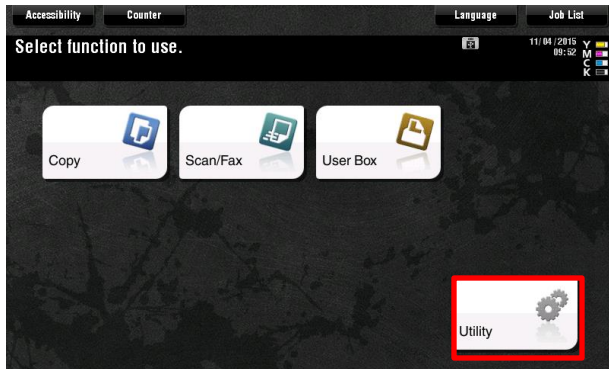 Accessibility Counter Language Job List
Select function to use.
11/04/2015
09:52
Y
M
C
K
Copy Scan/Fax User Box
Utility